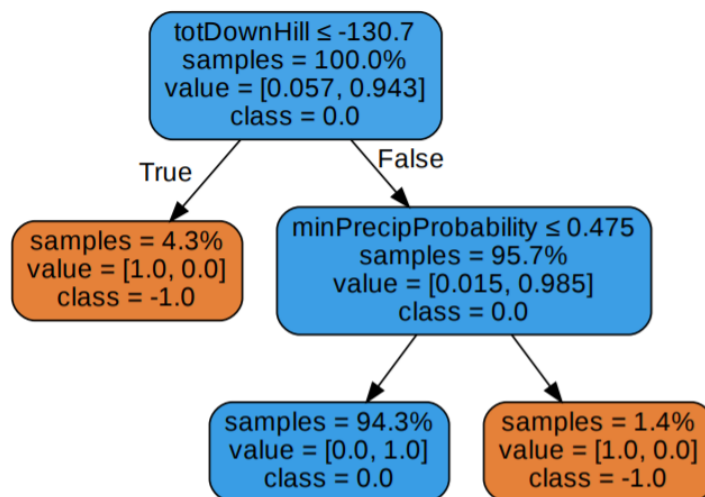 totDownHill ≤ -130.7
samples = 100.0%
value = [0.057, 0.943]
class = 0.0
True
False
samples = 4.3%
value = [1.0, 0.0]
class = -1.0
minPrecipProbability ≤ 0.475
samples = 95.7%
value = [0.015, 0.985]
class = 0.0
samples = 94.3%
value = [0.0, 1.0]
class = 0.0
samples = 1.4%
value = [1.0, 0.0]
class = -1.0